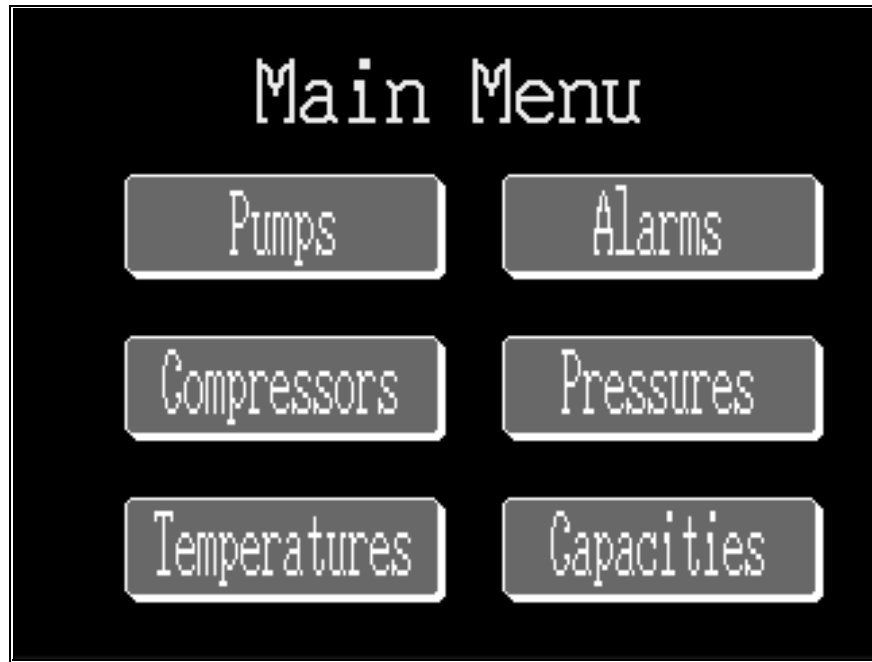 Main Menu
Pumps
Alarms
Compressors
Pressures
Temperatures
Capacities